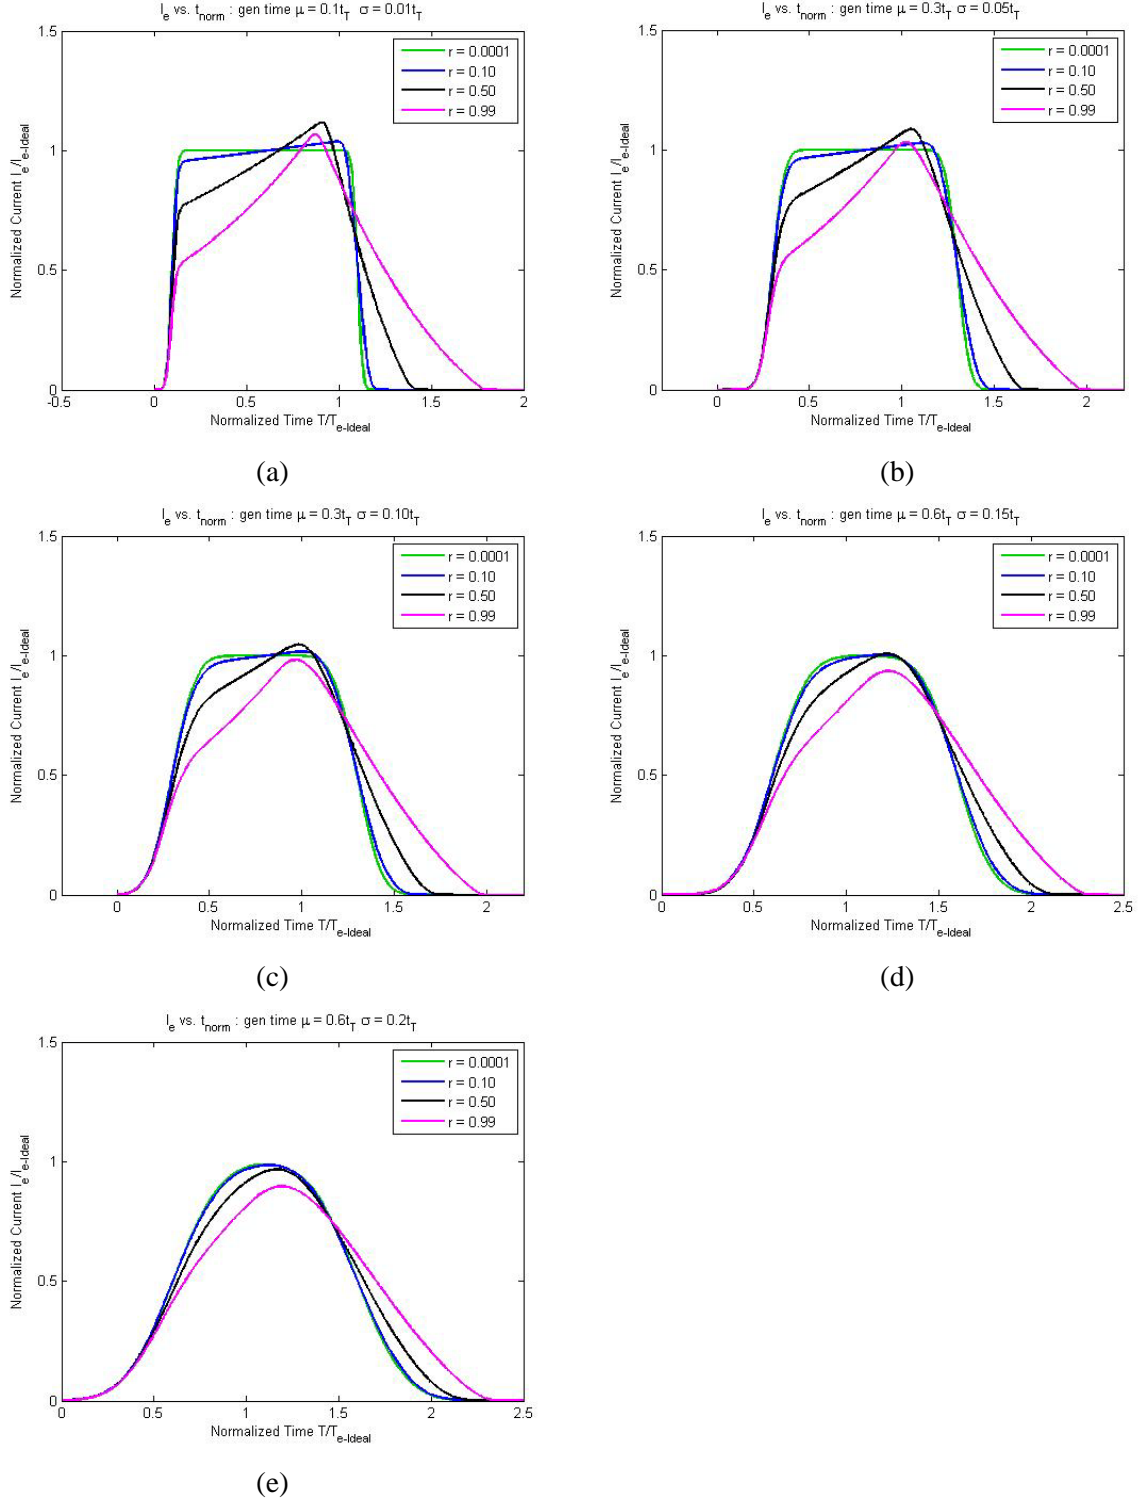 I_e vs. t_norm : gen time μ = 0.1t_T σ = 0.01t_T
1.5
1
0.5
0
-0.5 0 0.5 1 1.5 2
Normalized Current I_e/I_e-Ideal
Normalized Time T/T_e-Ideal
r = 0.0001
r = 0.10
r = 0.50
r = 0.99
(a)
I_e vs. t_norm : gen time μ = 0.3t_T σ = 0.05t_T
1.5
1
0.5
0
0 0.5 1 1.5 2
Normalized Current I_e/I_e-Ideal
Normalized Time T/T_e-Ideal
r = 0.0001
r = 0.10
r = 0.50
r = 0.99
(b)
I_e vs. t_norm : gen time μ = 0.3t_T σ = 0.10t_T
1.5
1
0.5
0
0 0.5 1 1.5 2
Normalized Current I_e/I_e-Ideal
Normalized Time T/T_e-Ideal
r = 0.0001
r = 0.10
r = 0.50
r = 0.99
(c)
I_e vs. t_norm : gen time μ = 0.6t_T σ = 0.15t_T
1.5
1
0.5
0
0 0.5 1 1.5 2 2.5
Normalized Current I_e/I_e-Ideal
Normalized Time T/T_e-Ideal
r = 0.0001
r = 0.10
r = 0.50
r = 0.99
(d)
I_e vs. t_norm : gen time μ = 0.6t_T σ = 0.2t_T
1.5
1
0.5
0
0 0.5 1 1.5 2 2.5
Normalized Current I_e/I_e-Ideal
Normalized Time T/T_e-Ideal
r = 0.0001
r = 0.10
r = 0.50
r = 0.99
(e)